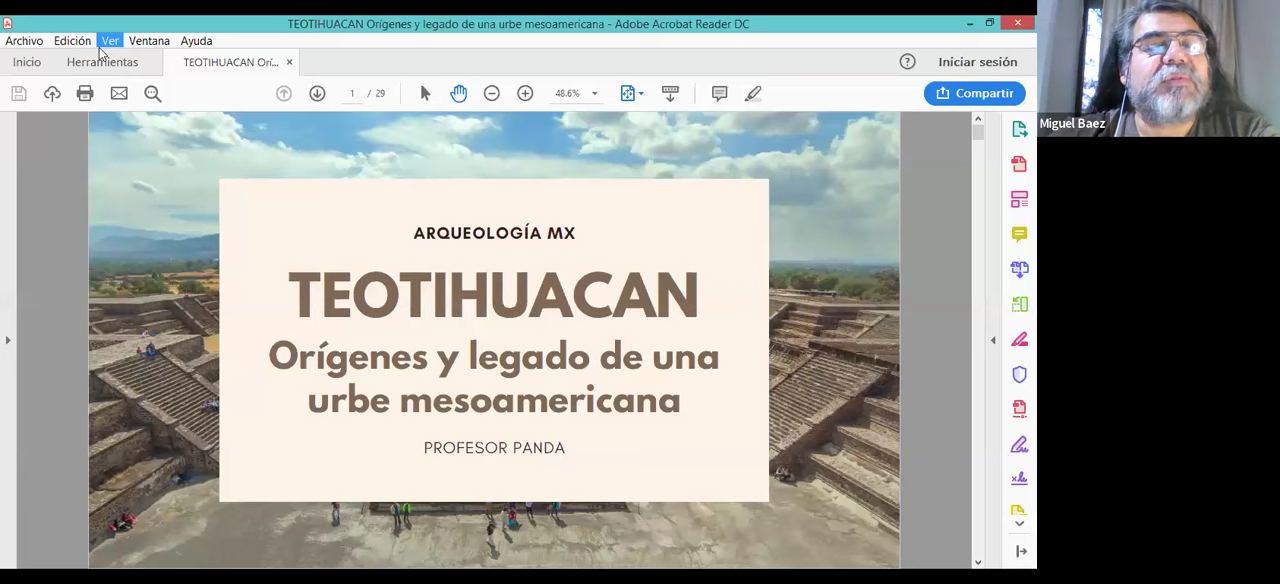 TEOTIHUACAN Orígenes y legado de una urbe mesoamericana - Adobe Acrobat Reader DC
Archivo Edición Ver Ventana Ayuda
Inicio Herramientas TEOTIHUACAN Orí... × Iniciar sesión
1 / 29 48.6% Compartir
Miguel Baez
ARQUEOLOGÍA MX
TEOTIHUACAN
Orígenes y legado de una
urbe mesoamericana
PROFESOR PANDA